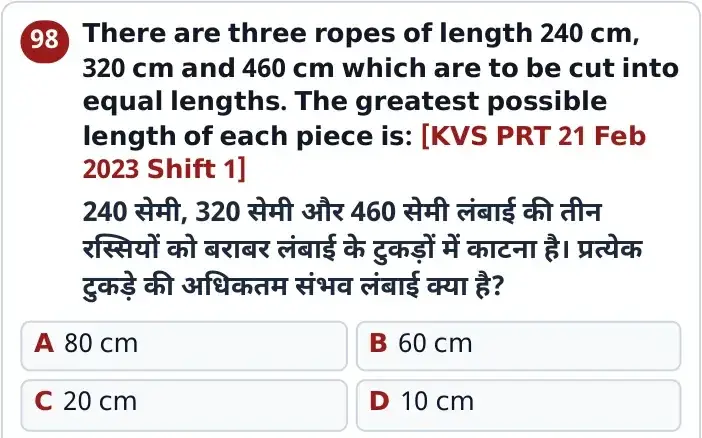 98 There are three ropes of length 240 cm,
320 cm and 460 cm which are to be cut into
equal lengths. The greatest possible
length of each piece is: [KVS PRT 21 Feb
2023 Shift 1]
240 सेमी, 320 सेमी और 460 सेमी लंबाई की तीन
रस्सियों को बराबर लंबाई के टुकड़ों में काटना है। प्रत्येक
टुकड़े की अधिकतम संभव लंबाई क्या है?
A 80 cm B 60 cm
C 20 cm D 10 cm